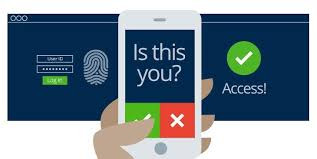 User ID
Log in
Is this
you?
Access!